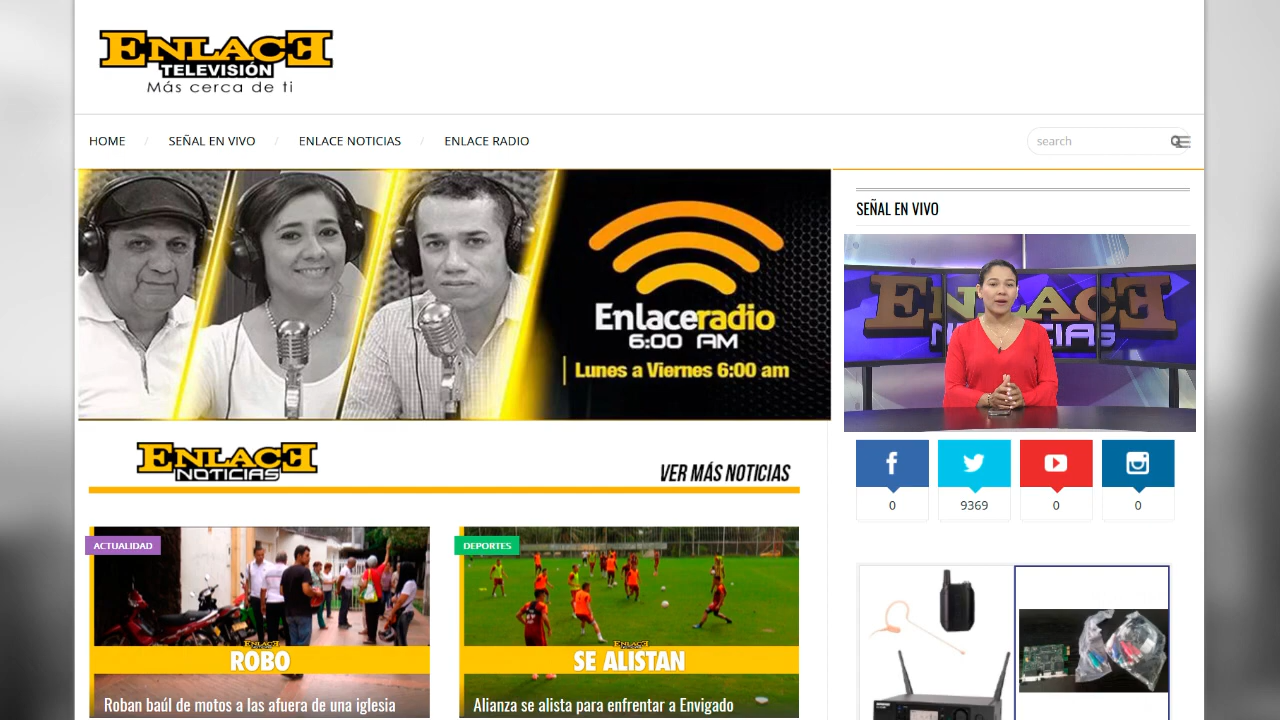 ENLACE
TELEVISIÓN
Más cerca de ti
HOME / SEÑAL EN VIVO / ENLACE NOTICIAS / ENLACE RADIO
search
Enlaceradio
6:00 AM
Lunes a Viernes 6:00 am
SEÑAL EN VIVO
ENLACE
NOTICIAS
0
9369
0
0
ENLACE
NOTICIAS
VER MÁS NOTICIAS
ACTUALIDAD
ENLACE
ROBO
Roban baúl de motos a las afuera de una iglesia
DEPORTES
ENLACE
SE ALISTAN
Alianza se alista para enfrentar a Envigado